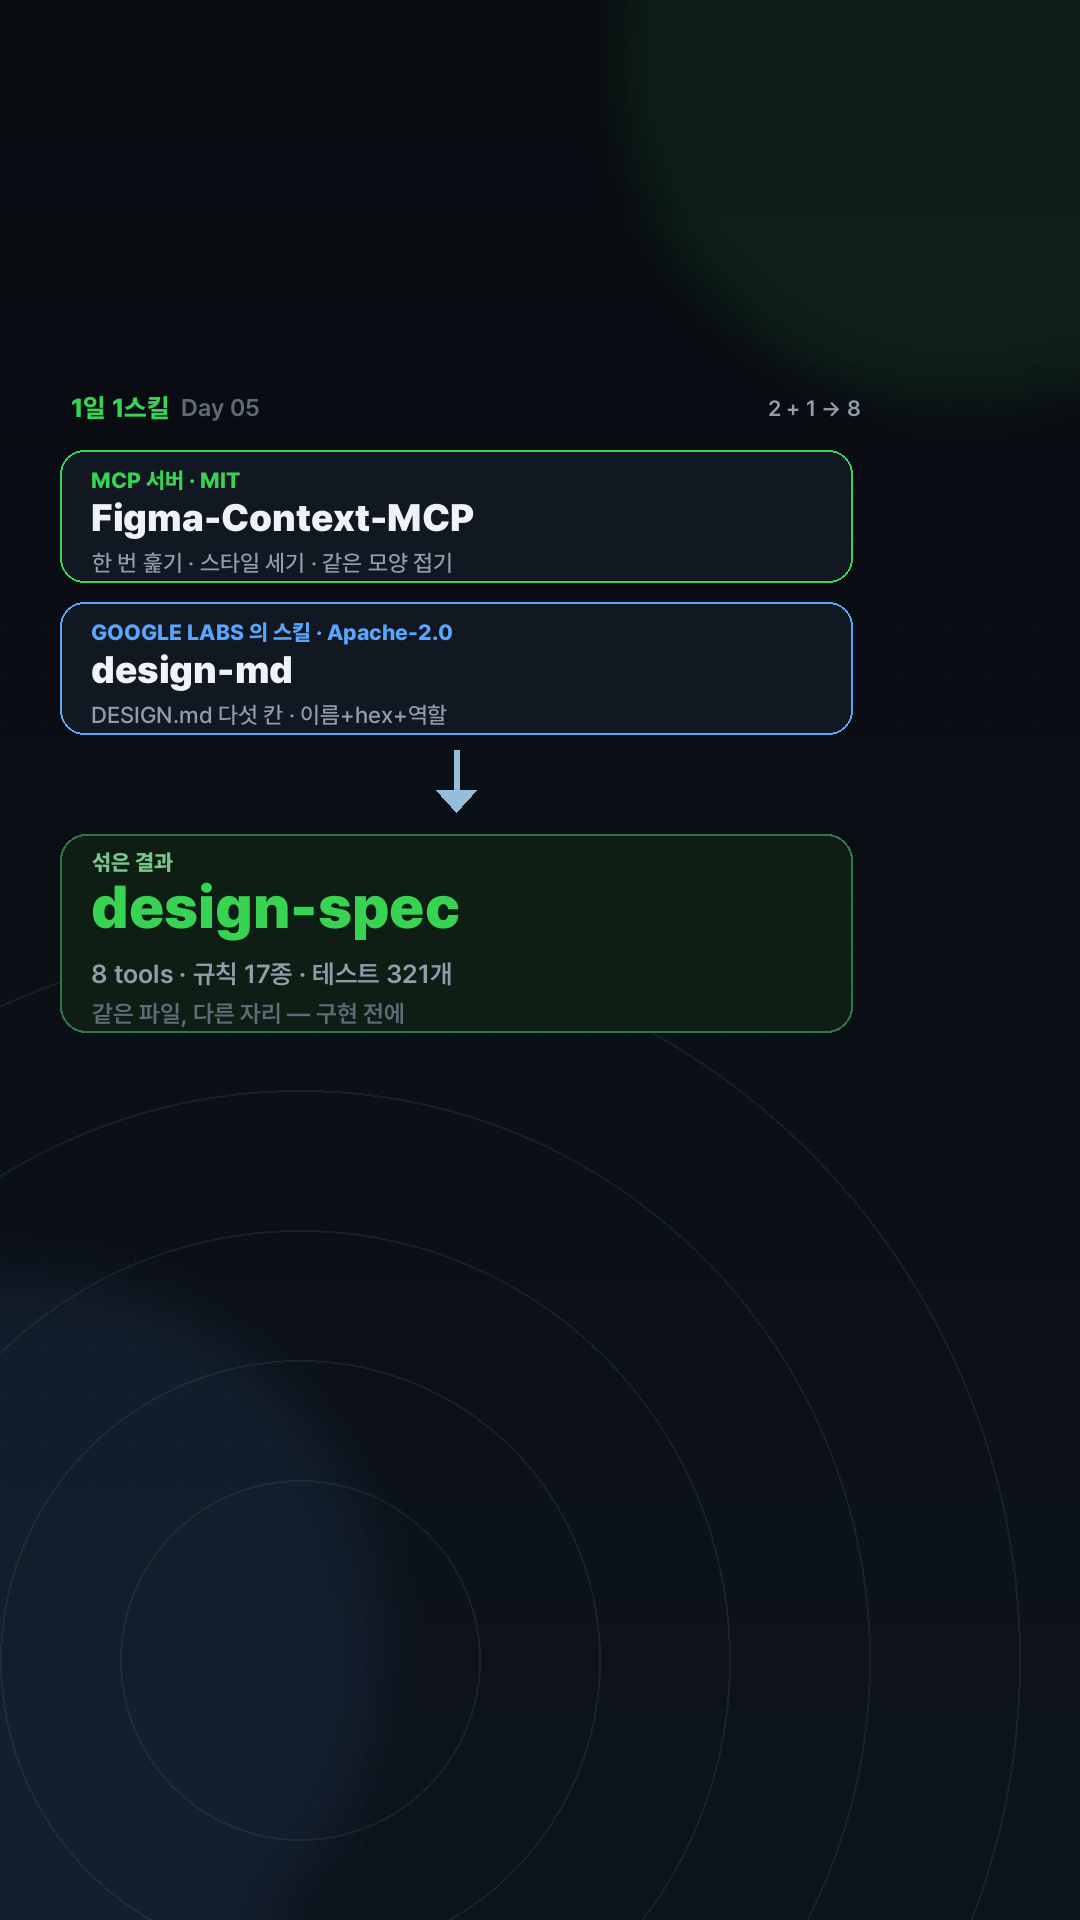 1일 1스킬 Day 05
2 + 1 → 8
MCP 서버 · MIT
Figma-Context-MCP
한 번 훑기 · 스타일 세기 · 같은 모양 접기
GOOGLE LABS 의 스킬 · Apache-2.0
design-md
DESIGN.md 다섯 칸 · 이름+hex+역할
섞은 결과
design-spec
8 tools · 규칙 17종 · 테스트 321개
같은 파일, 다른 자리 — 구현 전에